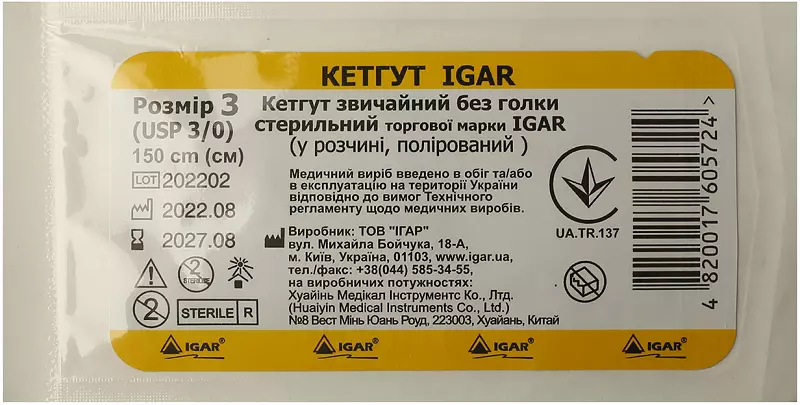 КЕТГУТ IGAR
Розмір 3
(USP 3/0)
150 cm (см)
LOT 202202
2022.08
2027.08
2
STERILE
2
STERILE R
Кетгут звичайний без голки
стерильний торгової марки IGAR
(у розчині, полірований )
Медичний виріб введено в обіг та/або
в експлуатацію на території України
відповідно до вимог Технічного
регламенту щодо медичних виробів.
Виробник: ТОВ "ІГАР"
вул. Михайла Бойчука, 18-А,
м. Київ, Україна, 01103, www.igar.ua,
тел./факс: +38(044) 585-34-55,
на виробничих потужностях:
Хуайінь Медікал Інструментс Ко., Лтд.
(Huaiyin Medical Instruments Co., Ltd.)
№8 Вест Мінь Юань Роуд, 223003, Хуайань, Китай
UA.TR.137
4 820017 605724 >
IGAR®
IGAR®
IGAR®
IGAR®